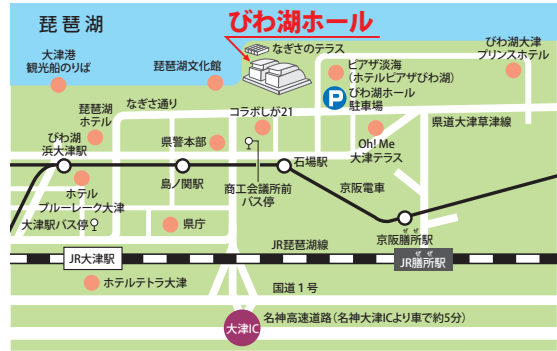 琵琶湖
びわ湖ホール
なぎさのテラス
大津港
観光船のりば
琵琶湖文化館
ピアザ淡海
(ホテルピアザびわ湖)
びわ湖大津
プリンスホテル
P
びわ湖ホール
駐車場
琵琶湖
ホテル
なぎさ通り
コラボしが21
県道大津草津線
びわ湖
浜大津駅
県警本部
Oh!Me
大津テラス
石場駅
島ノ関駅
商工会議所前
バス停
京阪電車
ホテル
ブルーレーク大津
大津駅バス停
県庁
ぜぜ
京阪膳所駅
JR琵琶湖線
JR大津駅
ぜぜ
JR膳所駅
ホテルテトラ大津
国道1号
大津IC
名神高速道路(名神大津ICより車で約5分)